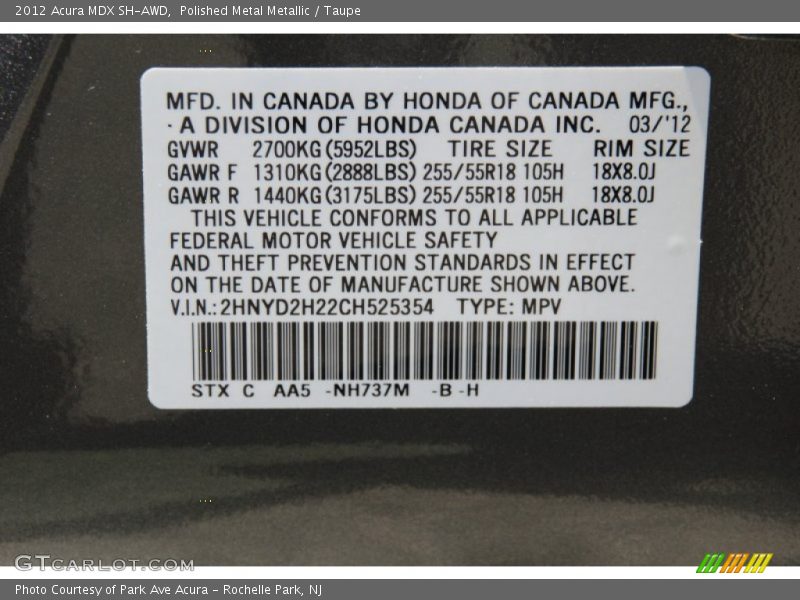 2012 Acura MDX SH-AWD,  Polished Metal Metallic / Taupe
MFD. IN CANADA BY HONDA OF CANADA MFG.,
· A DIVISION OF HONDA CANADA INC.   03/'12
GVWR   2700KG(5952LBS)   TIRE SIZE   RIM SIZE
GAWR F  1310KG(2888LBS) 255/55R18 105H   18X8.0J
GAWR R  1440KG(3175LBS) 255/55R18 105H   18X8.0J
THIS VEHICLE CONFORMS TO ALL APPLICABLE
FEDERAL MOTOR VEHICLE SAFETY
AND THEFT PREVENTION STANDARDS IN EFFECT
ON THE DATE OF MANUFACTURE SHOWN ABOVE.
V.I.N.: 2HNYD2H22CH525354   TYPE: MPV
STX C  AA5  -NH737M   -B -H
GTCARLOT.COM
Photo Courtesy of Park Ave Acura – Rochelle Park, NJ